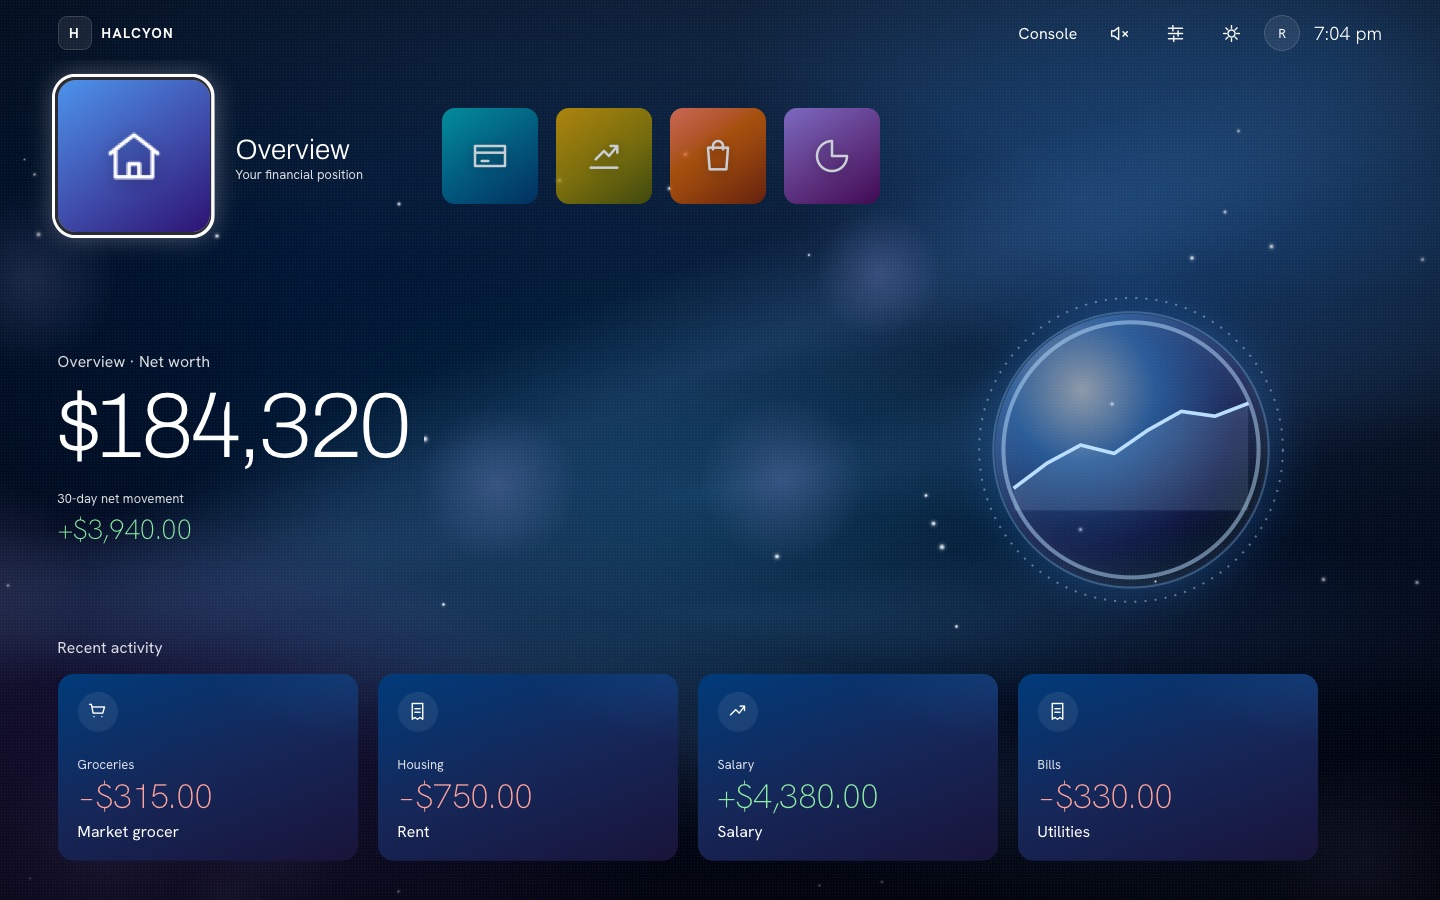 H HALCYON
Console
R
7:04 pm
Overview
Your financial position
Overview · Net worth
$184,320
30-day net movement
+$3,940.00
Recent activity
Groceries
−$315.00
Market grocer
Housing
−$750.00
Rent
Salary
+$4,380.00
Salary
Bills
−$330.00
Utilities